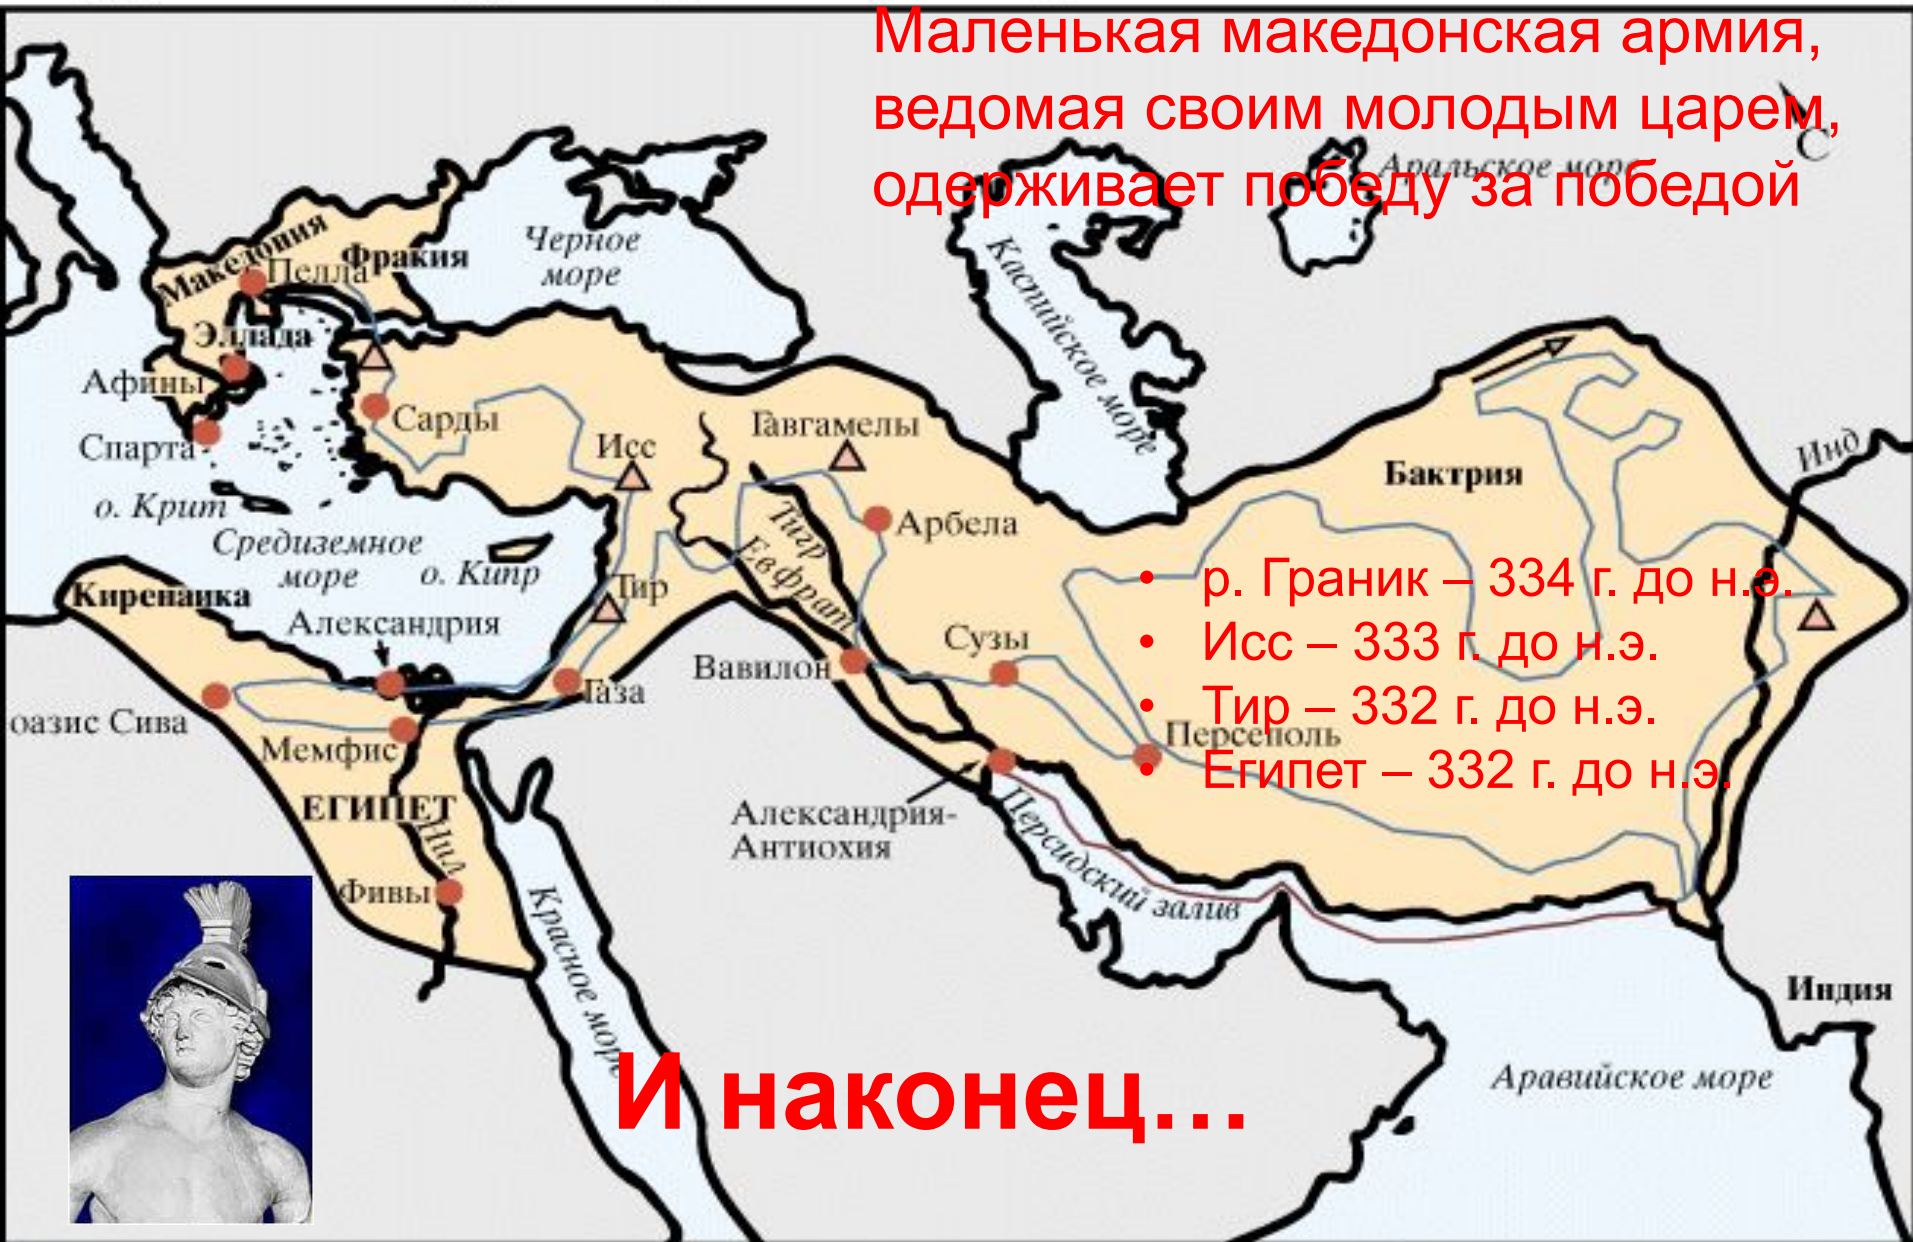 Маленькая македонская армия,
ведомая своим молодым царем,
одерживает победу за победой
С
Аральское море
Черное
море
Каспийское море
Македония
Фракия
Пелла
Эллада
Афины
Спарта
Сарды
Исс
Гавгамелы
Бактрия
Инд
о. Крит
Средиземное
море
о. Кипр
Арбела
Тигр
Евфрат
Киренаика
Тир
Александрия
• р. Граник – 334 г. до н.э.
• Исс – 333 г. до н.э.
• Тир – 332 г. до н.э.
• Египет – 332 г. до н.э.
Сузы
Вавилон
Газа
оазис Сива
Мемфис
Персеполь
ЕГИПЕТ
Нил
Александрия-
Антиохия
Персидский залив
Фивы
Красное море
Индия
Аравийское море
И наконец...